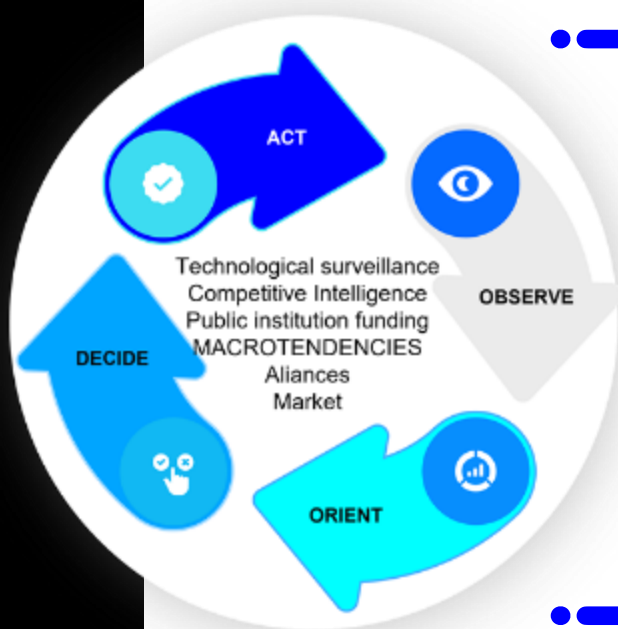 ACT
OBSERVE
Technological surveillance
Competitive Intelligence
Public institution funding
MACROTENDENCIES
Aliances
Market
DECIDE
ORIENT